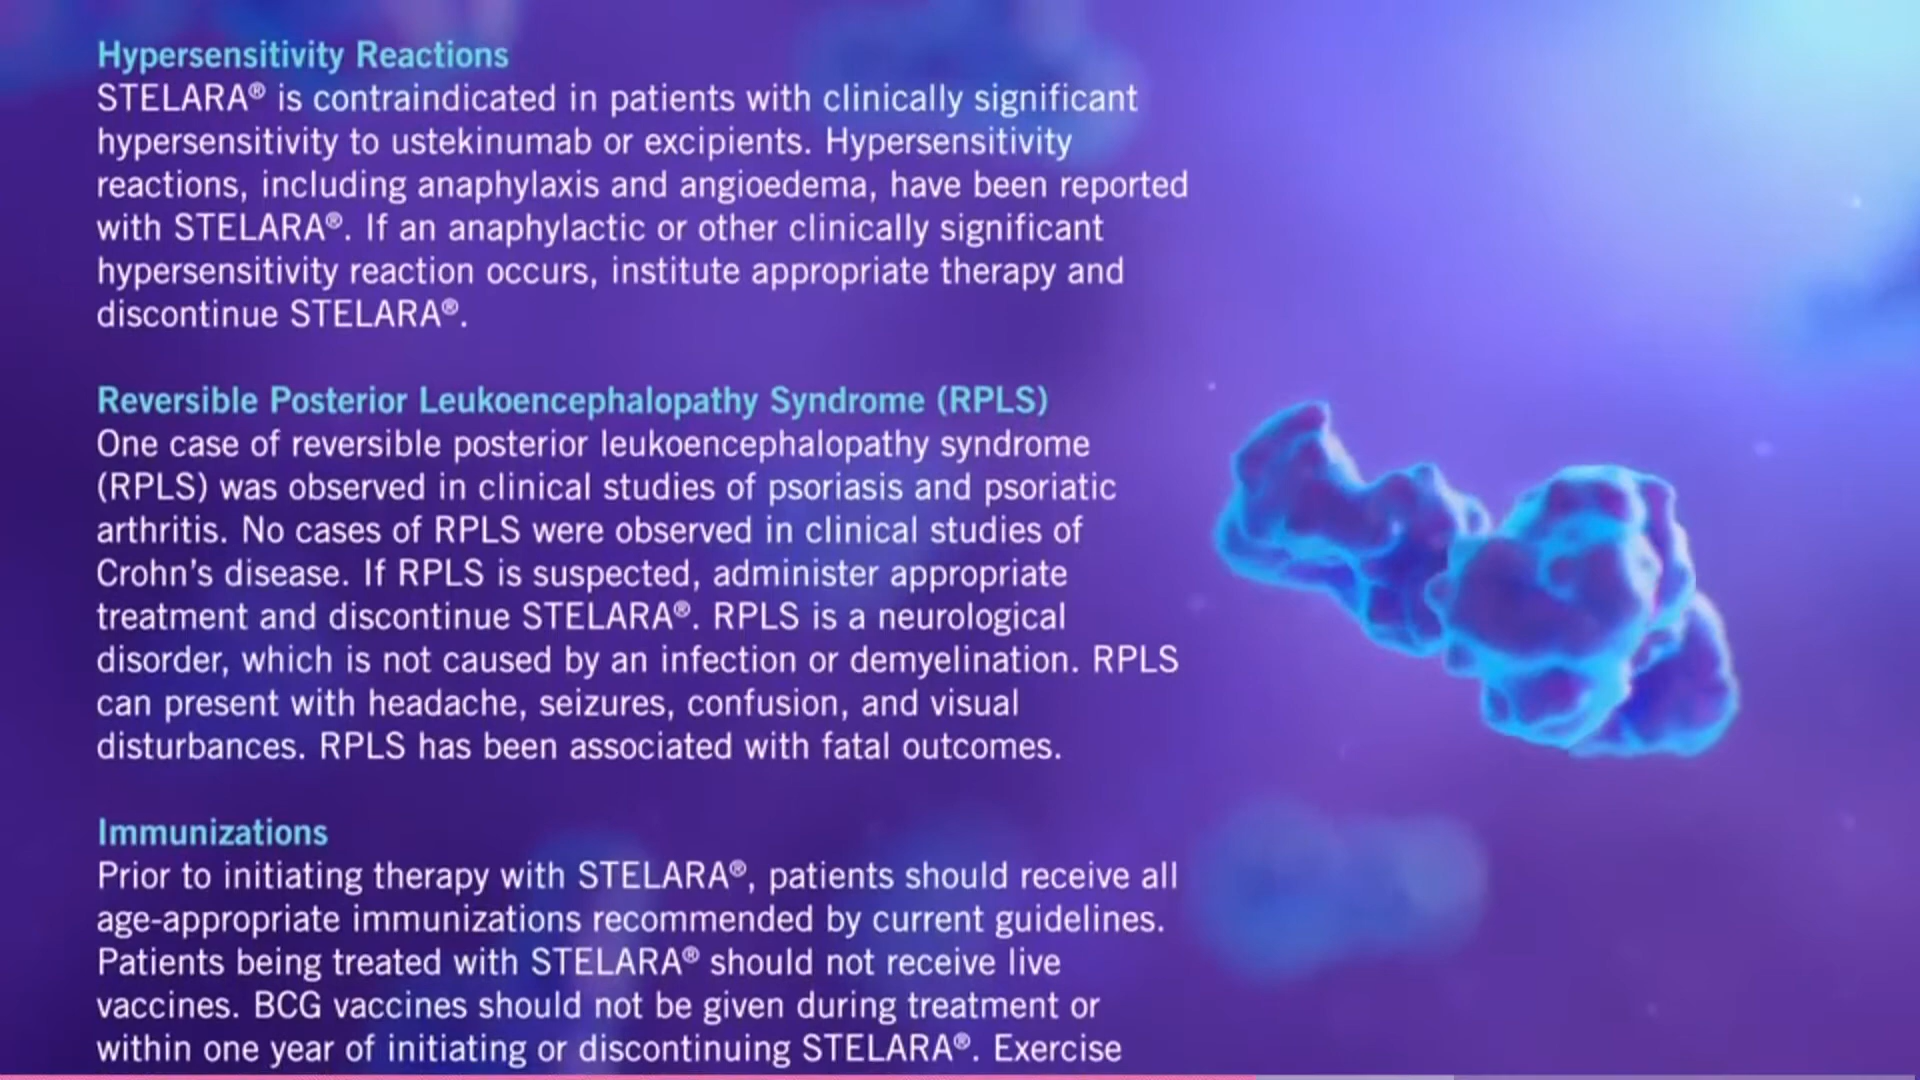 Hypersensitivity Reactions
STELARA® is contraindicated in patients with clinically significant
hypersensitivity to ustekinumab or excipients. Hypersensitivity
reactions, including anaphylaxis and angioedema, have been reported
with STELARA®. If an anaphylactic or other clinically significant
hypersensitivity reaction occurs, institute appropriate therapy and
discontinue STELARA®.
Reversible Posterior Leukoencephalopathy Syndrome (RPLS)
One case of reversible posterior leukoencephalopathy syndrome
(RPLS) was observed in clinical studies of psoriasis and psoriatic
arthritis. No cases of RPLS were observed in clinical studies of
Crohn's disease. If RPLS is suspected, administer appropriate
treatment and discontinue STELARA®. RPLS is a neurological
disorder, which is not caused by an infection or demyelination. RPLS
can present with headache, seizures, confusion, and visual
disturbances. RPLS has been associated with fatal outcomes.
Immunizations
Prior to initiating therapy with STELARA®, patients should receive all
age-appropriate immunizations recommended by current guidelines.
Patients being treated with STELARA® should not receive live
vaccines. BCG vaccines should not be given during treatment or
within one year of initiating or discontinuing STELARA®. Exercise